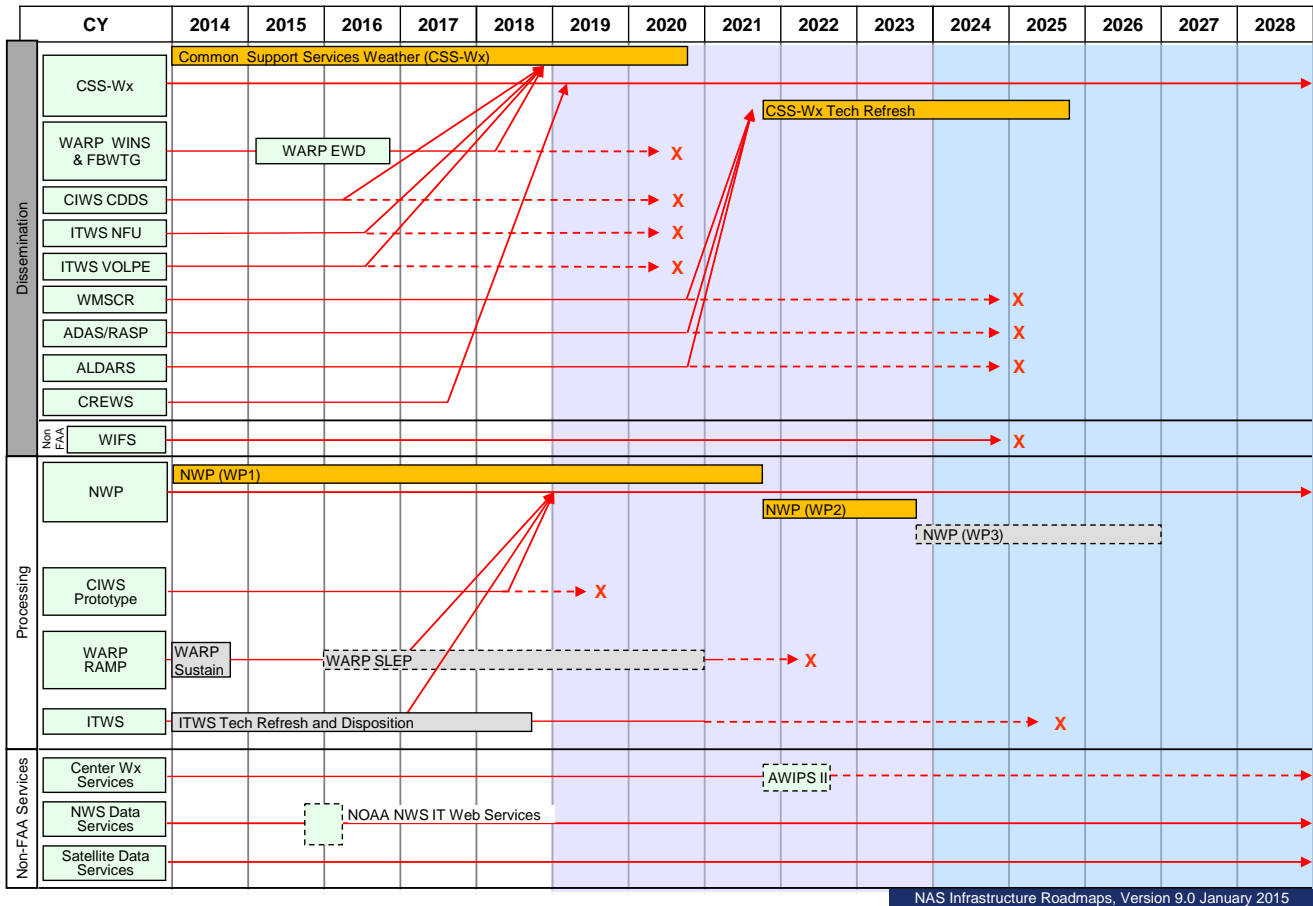 CY 2014 2015 2016 2017 2018 2019 2020 2021 2022 2023 2024 2025 2026 2027 2028
Dissemination
Common Support Services Weather (CSS-Wx)
CSS-Wx
CSS-Wx Tech Refresh
WARP WINS
& FBWTG
WARP EWD
X
CIWS CDDS
X
ITWS NFU
X
ITWS VOLPE
X
WMSCR
X
ADAS/RASP
X
ALDARS
X
CREWS
Non
FAA
WIFS
X
Processing
NWP (WP1)
NWP
NWP (WP2)
NWP (WP3)
CIWS
Prototype
X
WARP
RAMP
WARP
Sustain
WARP SLEP
X
ITWS
ITWS Tech Refresh and Disposition
X
Non-FAA Services
Center Wx
Services
AWIPS II
NWS Data
Services
NOAA NWS IT Web Services
Satellite Data
Services
NAS Infrastructure Roadmaps, Version 9.0 January 2015